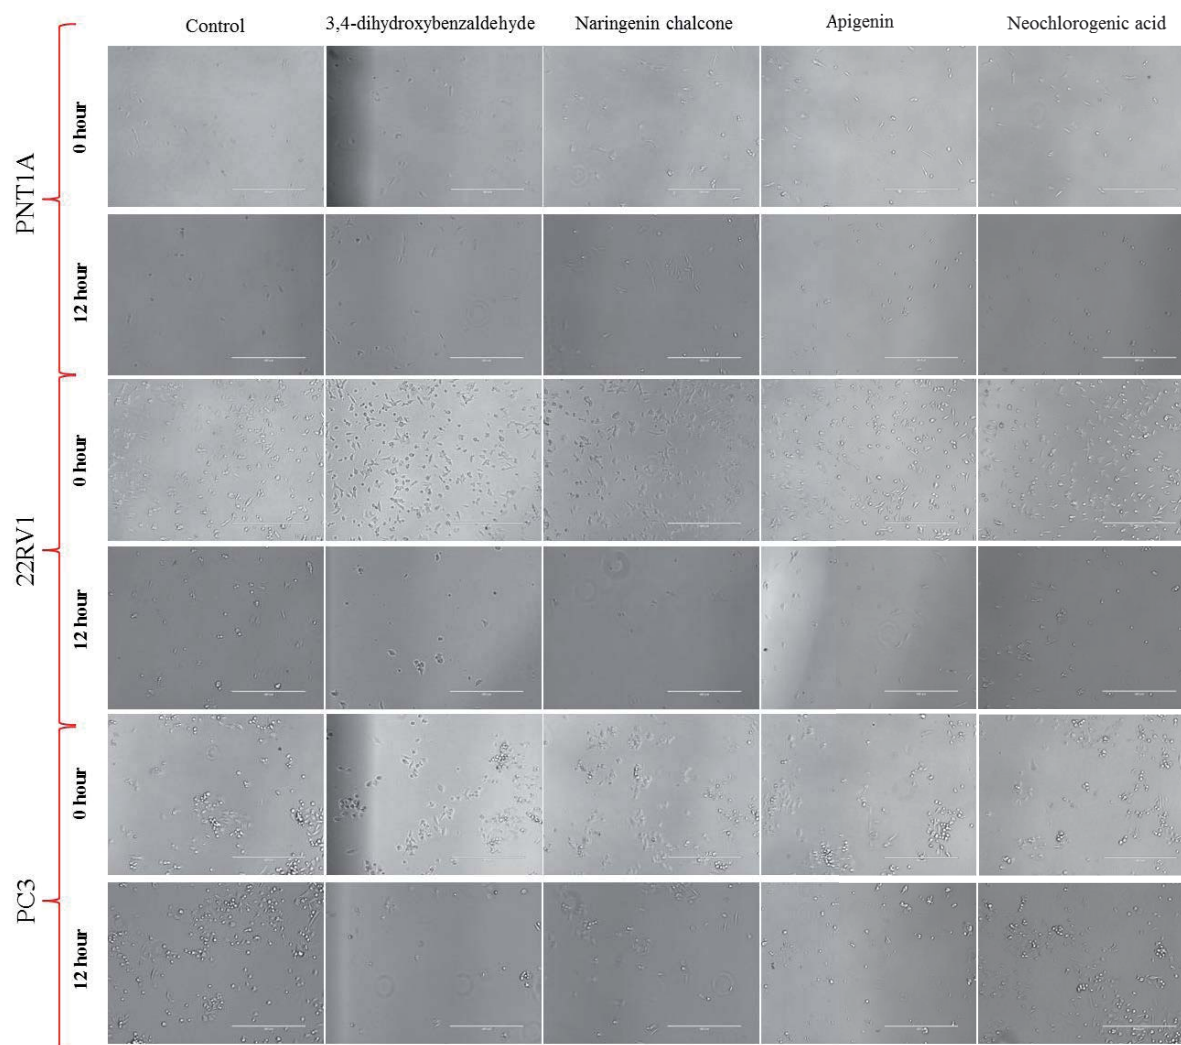 Control 3,4-dihydroxybenzaldehyde Naringenin chalcone Apigenin Neochlorogenic acid
PNT1A
0 hour
12 hour
22RV1
0 hour
12 hour
PC3
0 hour
12 hour